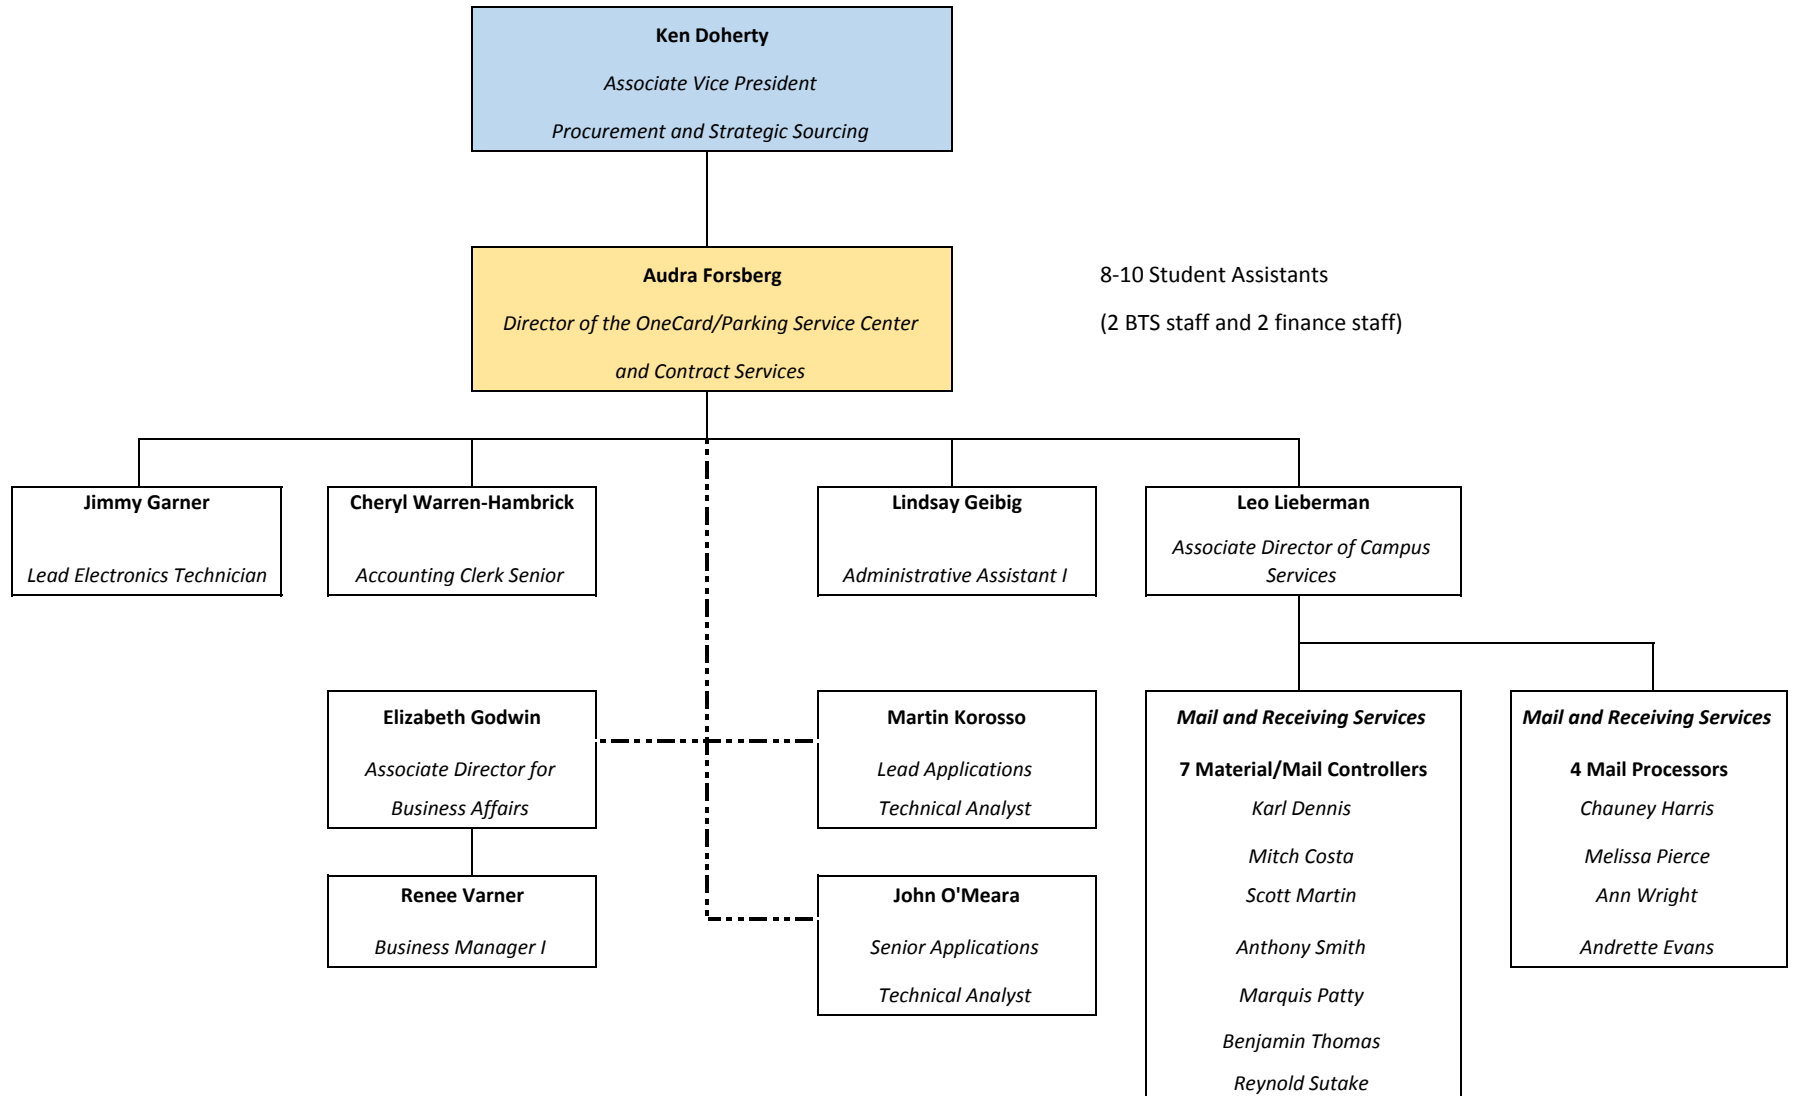 Ken Doherty
Associate Vice President
Procurement and Strategic Sourcing
Audra Forsberg
Director of the OneCard/Parking Service Center
and Contract Services
8-10 Student Assistants
(2 BTS staff and 2 finance staff)
Jimmy Garner
Lead Electronics Technician
Cheryl Warren-Hambrick
Accounting Clerk Senior
Lindsay Geibig
Administrative Assistant I
Leo Lieberman
Associate Director of Campus
Services
Elizabeth Godwin
Associate Director for
Business Affairs
Renee Varner
Business Manager I
Martin Korosso
Lead Applications
Technical Analyst
John O'Meara
Senior Applications
Technical Analyst
Mail and Receiving Services
7 Material/Mail Controllers
Karl Dennis
Mitch Costa
Scott Martin
Anthony Smith
Marquis Patty
Benjamin Thomas
Reynold Sutake
Mail and Receiving Services
4 Mail Processors
Chauney Harris
Melissa Pierce
Ann Wright
Andrette Evans